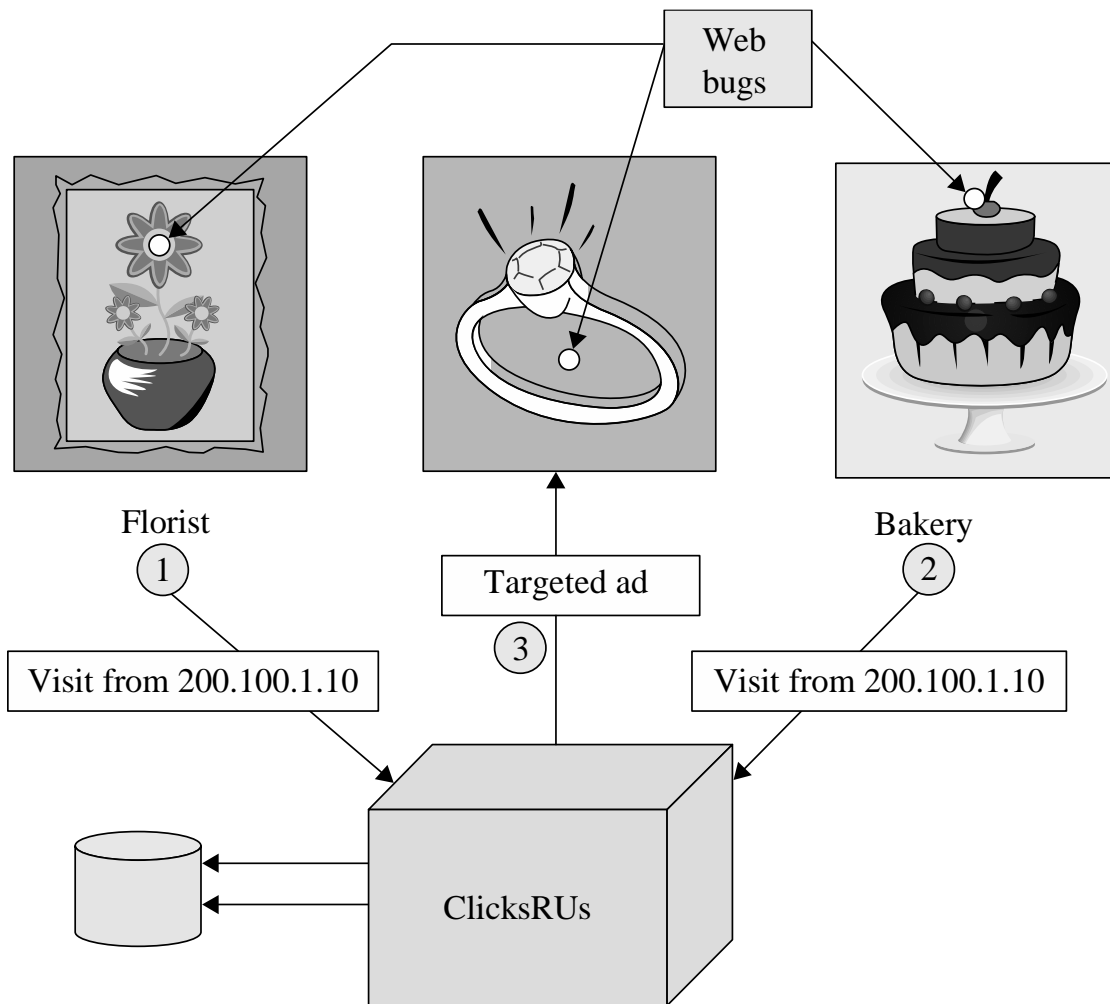 Web
bugs
Florist
1
Bakery
2
Targeted ad
3
Visit from 200.100.1.10
Visit from 200.100.1.10
ClicksRUs